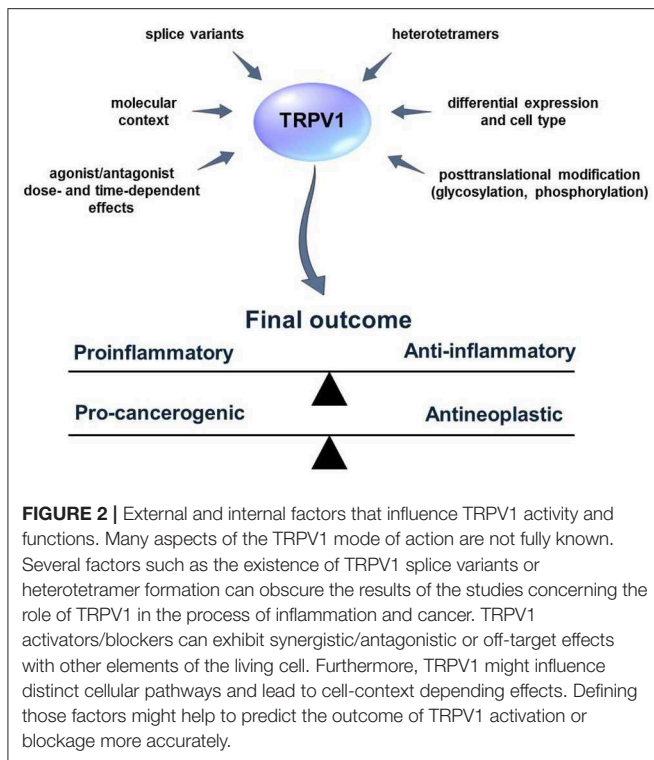 splice variants
heterotetramers
molecular
context
TRPV1
differential expression
and cell type
agonist/antagonist
dose- and time-dependent
effects
posttranslational modification
(glycosylation, phosphorylation)
Final outcome
Proinflammatory
Anti-inflammatory
Pro-cancerogenic
Antineoplastic
FIGURE 2 | External and internal factors that influence TRPV1 activity and
functions. Many aspects of the TRPV1 mode of action are not fully known.
Several factors such as the existence of TRPV1 splice variants or
heterotetramer formation can obscure the results of the studies concerning the
role of TRPV1 in the process of inflammation and cancer. TRPV1
activators/blockers can exhibit synergistic/antagonistic or off-target effects
with other elements of the living cell. Furthermore, TRPV1 might influence
distinct cellular pathways and lead to cell-context depending effects. Defining
those factors might help to predict the outcome of TRPV1 activation or
blockage more accurately.